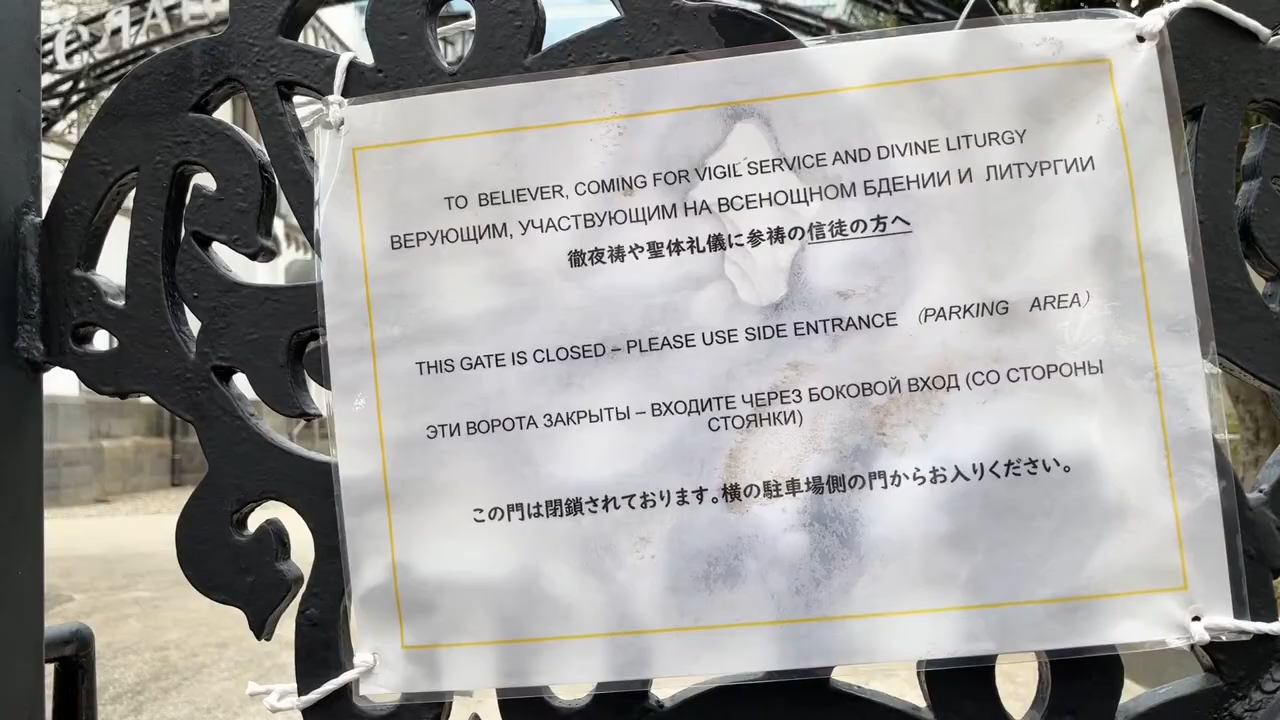 TO BELIEVER, COMING FOR VIGIL SERVICE AND DIVINE LITURGY
ВЕРУЮЩИМ, УЧАСТВУЮЩИМ НА ВСЕНОЩНОМ БДЕНИИ И ЛИТУРГИИ
徹夜祷や聖体礼儀に参祷の信徒の方へ
THIS GATE IS CLOSED – PLEASE USE SIDE ENTRANCE （PARKING AREA）
ЭТИ ВОРОТА ЗАКРЫТЫ – ВХОДИТЕ ЧЕРЕЗ БОКОВОЙ ВХОД (СО СТОРОНЫ
СТОЯНКИ)
この門は閉鎖されております。横の駐車場側の門からお入りください。